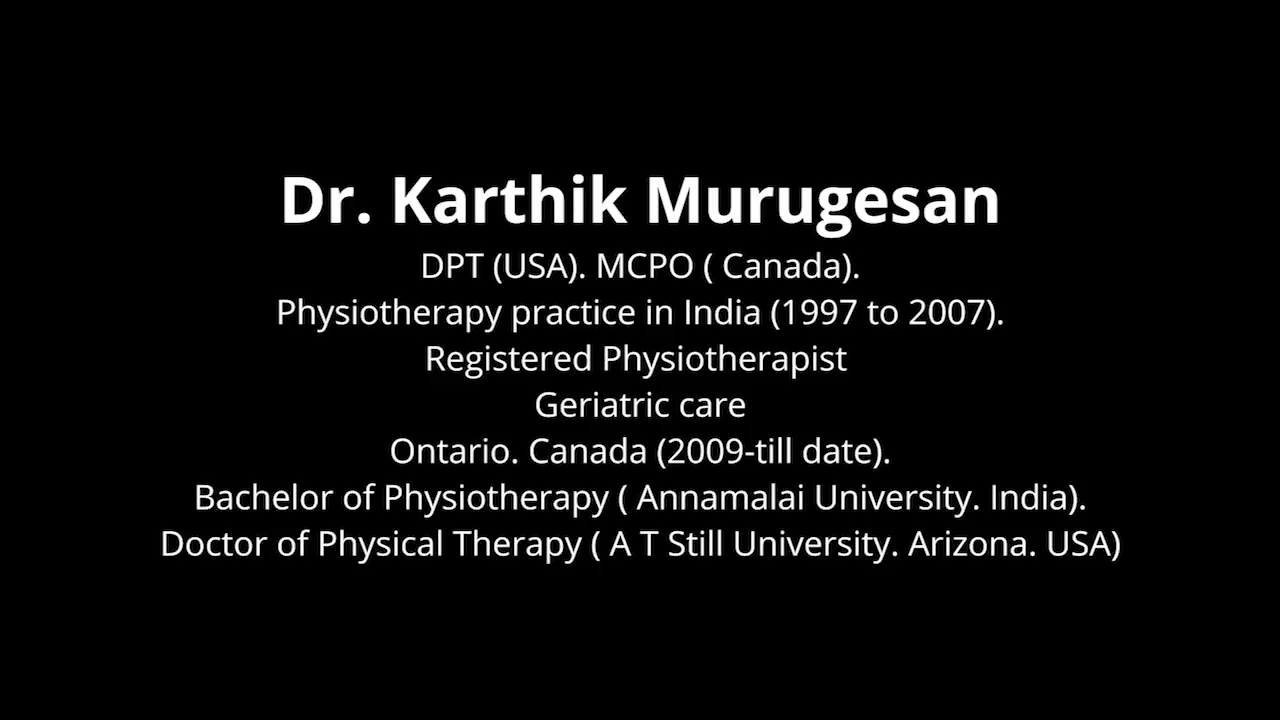 Dr. Karthik Murugesan
DPT (USA). MCPO ( Canada).
Physiotherapy practice in India (1997 to 2007).
Registered Physiotherapist
Geriatric care
Ontario. Canada (2009-till date).
Bachelor of Physiotherapy ( Annamalai University. India).
Doctor of Physical Therapy ( A T Still University. Arizona. USA)